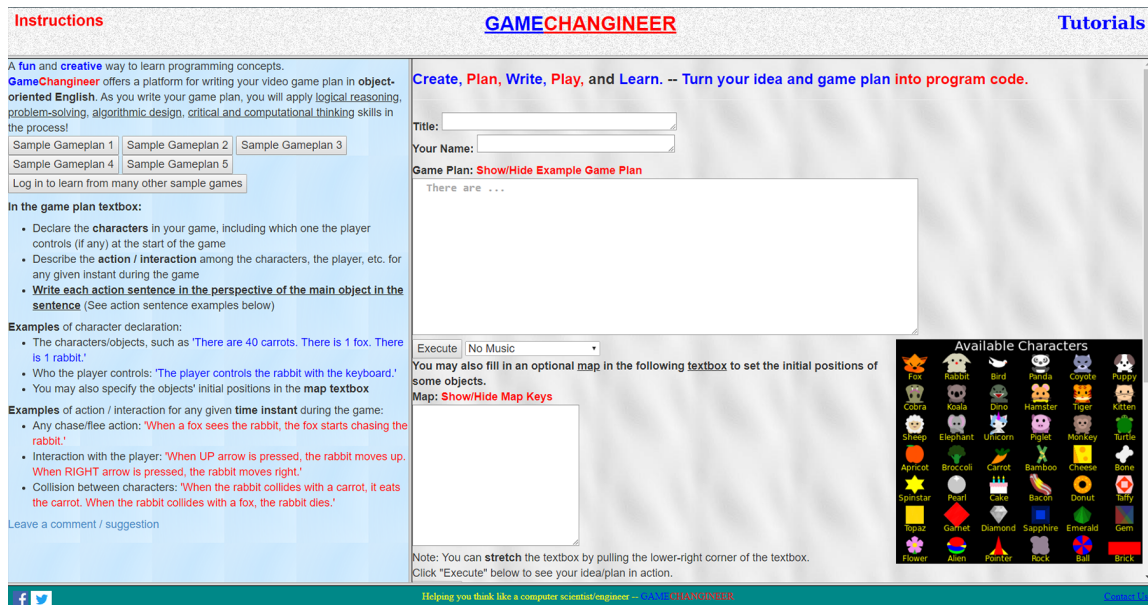 Instructions
GAMECHANGINEER
Tutorials
A fun and creative way to learn programming concepts.
GameChangineer offers a platform for writing your video game plan in object-
oriented English. As you write your game plan, you will apply logical reasoning,
problem-solving, algorithmic design, critical and computational thinking skills in
the process!
Sample Gameplan 1
Sample Gameplan 2
Sample Gameplan 3
Sample Gameplan 4
Sample Gameplan 5
Log in to learn from many other sample games
In the game plan textbox:
• Declare the characters in your game, including which one the player
controls (if any) at the start of the game
• Describe the action / interaction among the characters, the player, etc. for
any given instant during the game
• Write each action sentence in the perspective of the main object in the
sentence (See action sentence examples below)
Examples of character declaration:
• The characters/objects, such as 'There are 40 carrots. There is 1 fox. There
is 1 rabbit.'
• Who the player controls: 'The player controls the rabbit with the keyboard.'
• You may also specify the objects' initial positions in the map textbox
Examples of action / interaction for any given time instant during the game:
• Any chase/flee action: 'When a fox sees the rabbit, the fox starts chasing the
rabbit.'
• Interaction with the player: 'When UP arrow is pressed, the rabbit moves up.
When RIGHT arrow is pressed, the rabbit moves right.'
• Collision between characters: 'When the rabbit collides with a carrot, it eats
the carrot. When the rabbit collides with a fox, the rabbit dies.'
Leave a comment / suggestion
Create, Plan, Write, Play, and Learn. -- Turn your idea and game plan into program code.
Title:
Your Name:
Game Plan: Show/Hide Example Game Plan
There are ...
Execute
No Music
You may also fill in an optional map in the following textbox to set the initial positions of
some objects.
Map: Show/Hide Map Keys
Note: You can stretch the textbox by pulling the lower-right corner of the textbox.
Click "Execute" below to see your idea/plan in action.
Available Characters
Fox Rabbit Bird Panda Coyote Puppy
Cobra Koala Dino Hamster Tiger Kitten
Sheep Elephant Unicorn Piglet Monkey Turtle
Apricot Broccoli Carrot Bamboo Cheese Bone
Spinstar Pearl Cake Bacon Donut Taffy
Topaz Garnet Diamond Sapphire Emerald Gem
Flower Alien Pointer Rock Ball Brick
Helping you think like a computer scientist/engineer -- GAMECHANGINEER
Contact Us